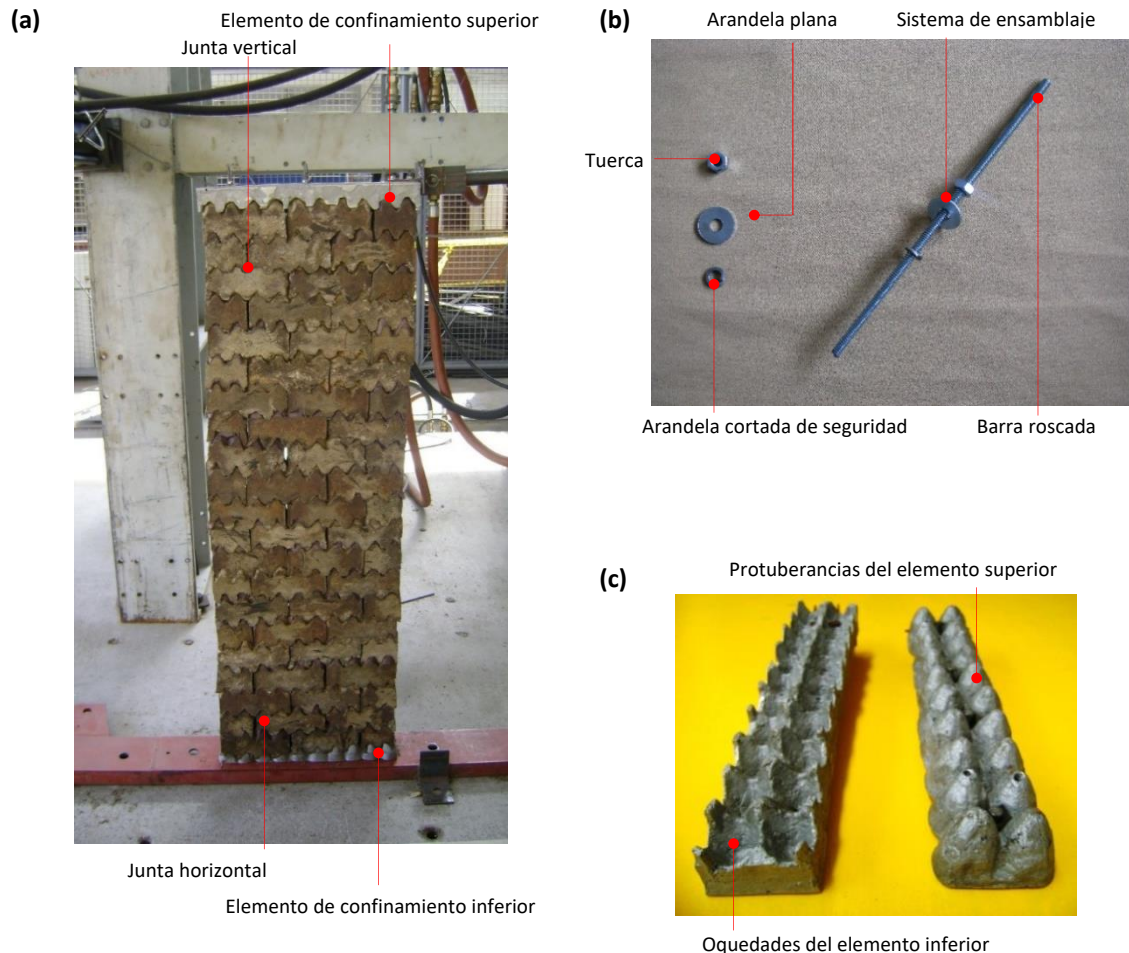 (a)
Elemento de confinamiento superior
Junta vertical
Junta horizontal
Elemento de confinamiento inferior
(b)
Arandela plana
Sistema de ensamblaje
Tuerca
Arandela cortada de seguridad
Barra roscada
(c)
Protuberancias del elemento superior
Oquedades del elemento inferior